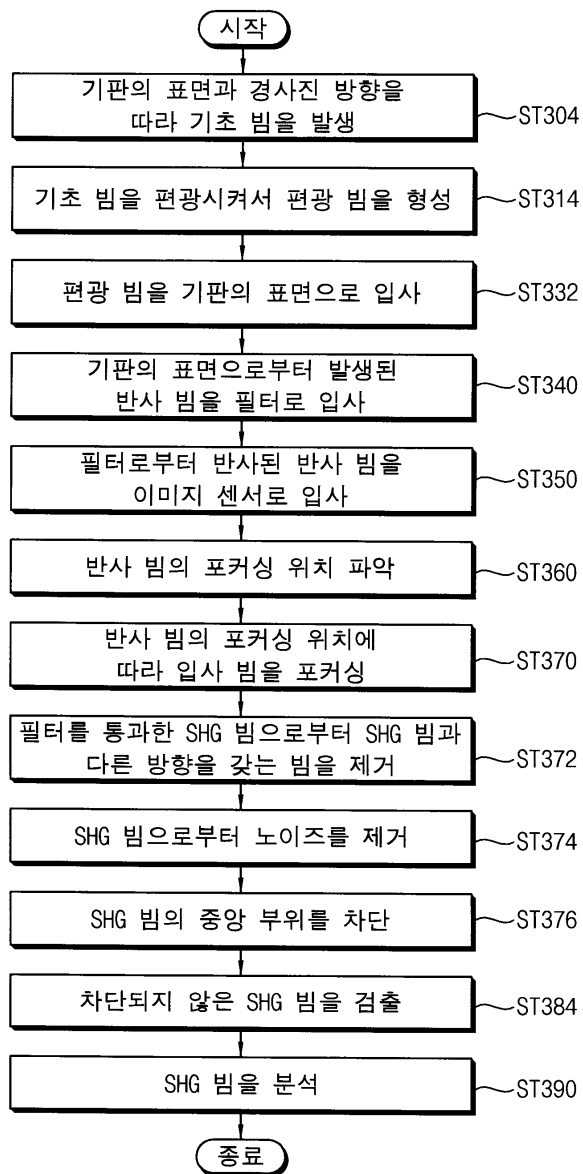 시작
기판의 표면과 경사진 방향을
따라 기초 빔을 발생
ST304
기초 빔을 편광시켜서 편광 빔을 형성
ST314
편광 빔을 기판의 표면으로 입사
ST332
기판의 표면으로부터 발생된
반사 빔을 필터로 입사
ST340
필터로부터 반사된 반사 빔을
이미지 센서로 입사
ST350
반사 빔의 포커싱 위치 파악
ST360
반사 빔의 포커싱 위치에
따라 입사 빔을 포커싱
ST370
필터를 통과한 SHG 빔으로부터 SHG 빔과
다른 방향을 갖는 빔을 제거
ST372
SHG 빔으로부터 노이즈를 제거
ST374
SHG 빔의 중앙 부위를 차단
ST376
차단되지 않은 SHG 빔을 검출
ST384
SHG 빔을 분석
ST390
종료